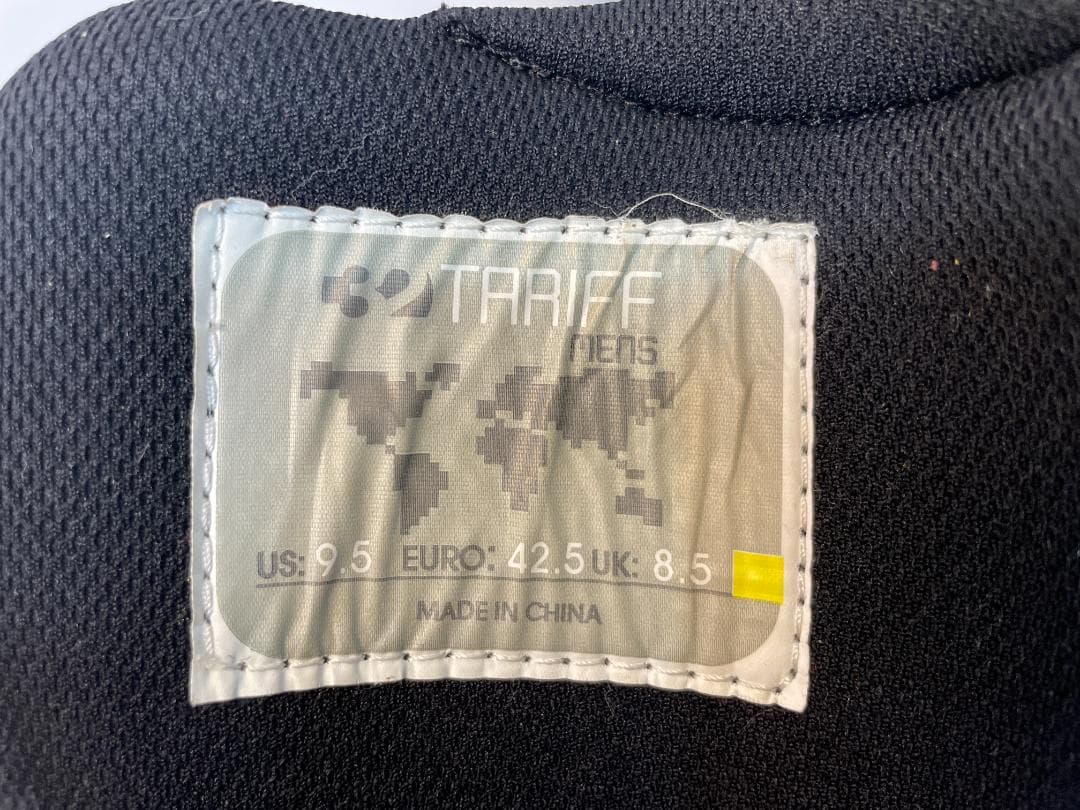 32 TARIFF
MENS
US: 9.5 EURO: 42.5 UK: 8.5
MADE IN CHINA